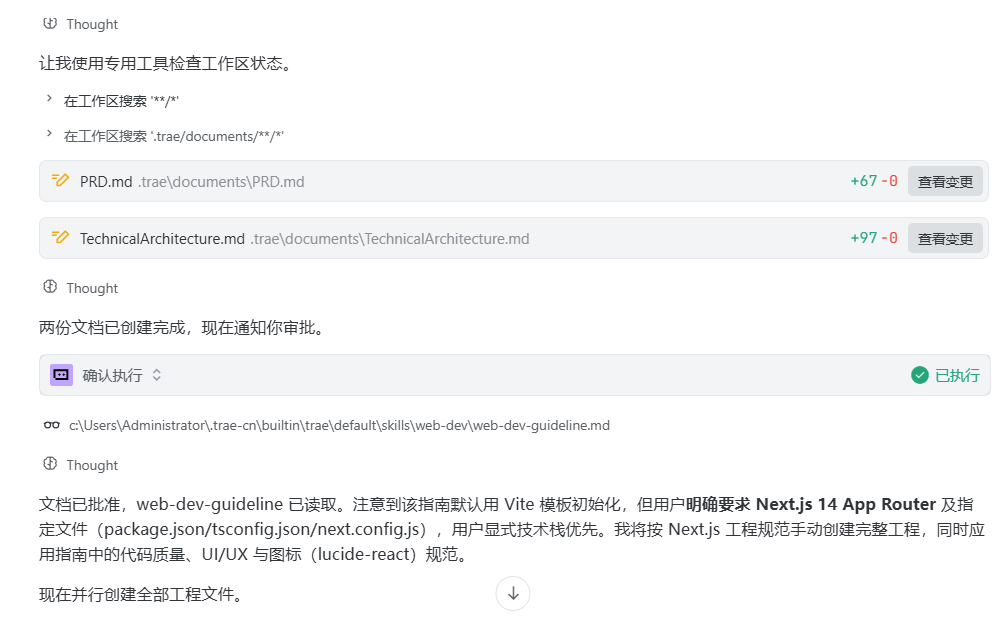 Thought
让我使用专用工具检查工作区状态。
在工作区搜索 '**/*'
在工作区搜索 '.trae/documents/**/*'
PRD.md .trae\documents\PRD.md +67 -0 查看变更
TechnicalArchitecture.md .trae\documents\TechnicalArchitecture.md +97 -0 查看变更
Thought
两份文档已创建完成，现在通知你审批。
确认执行 已执行
c:\Users\Administrator\.trae-cn\builtin\trae\default\skills\web-dev\web-dev-guideline.md
Thought
文档已批准，web-dev-guideline 已读取。注意到该指南默认用 Vite 模板初始化，但用户明确要求 Next.js 14 App Router 及指
定文件（package.json/tsconfig.json/next.config.js），用户显式技术栈优先。我将按 Next.js 工程规范手动创建完整工程，同时应
用指南中的代码质量、UI/UX 与图标（lucide-react）规范。
现在并行创建全部工程文件。